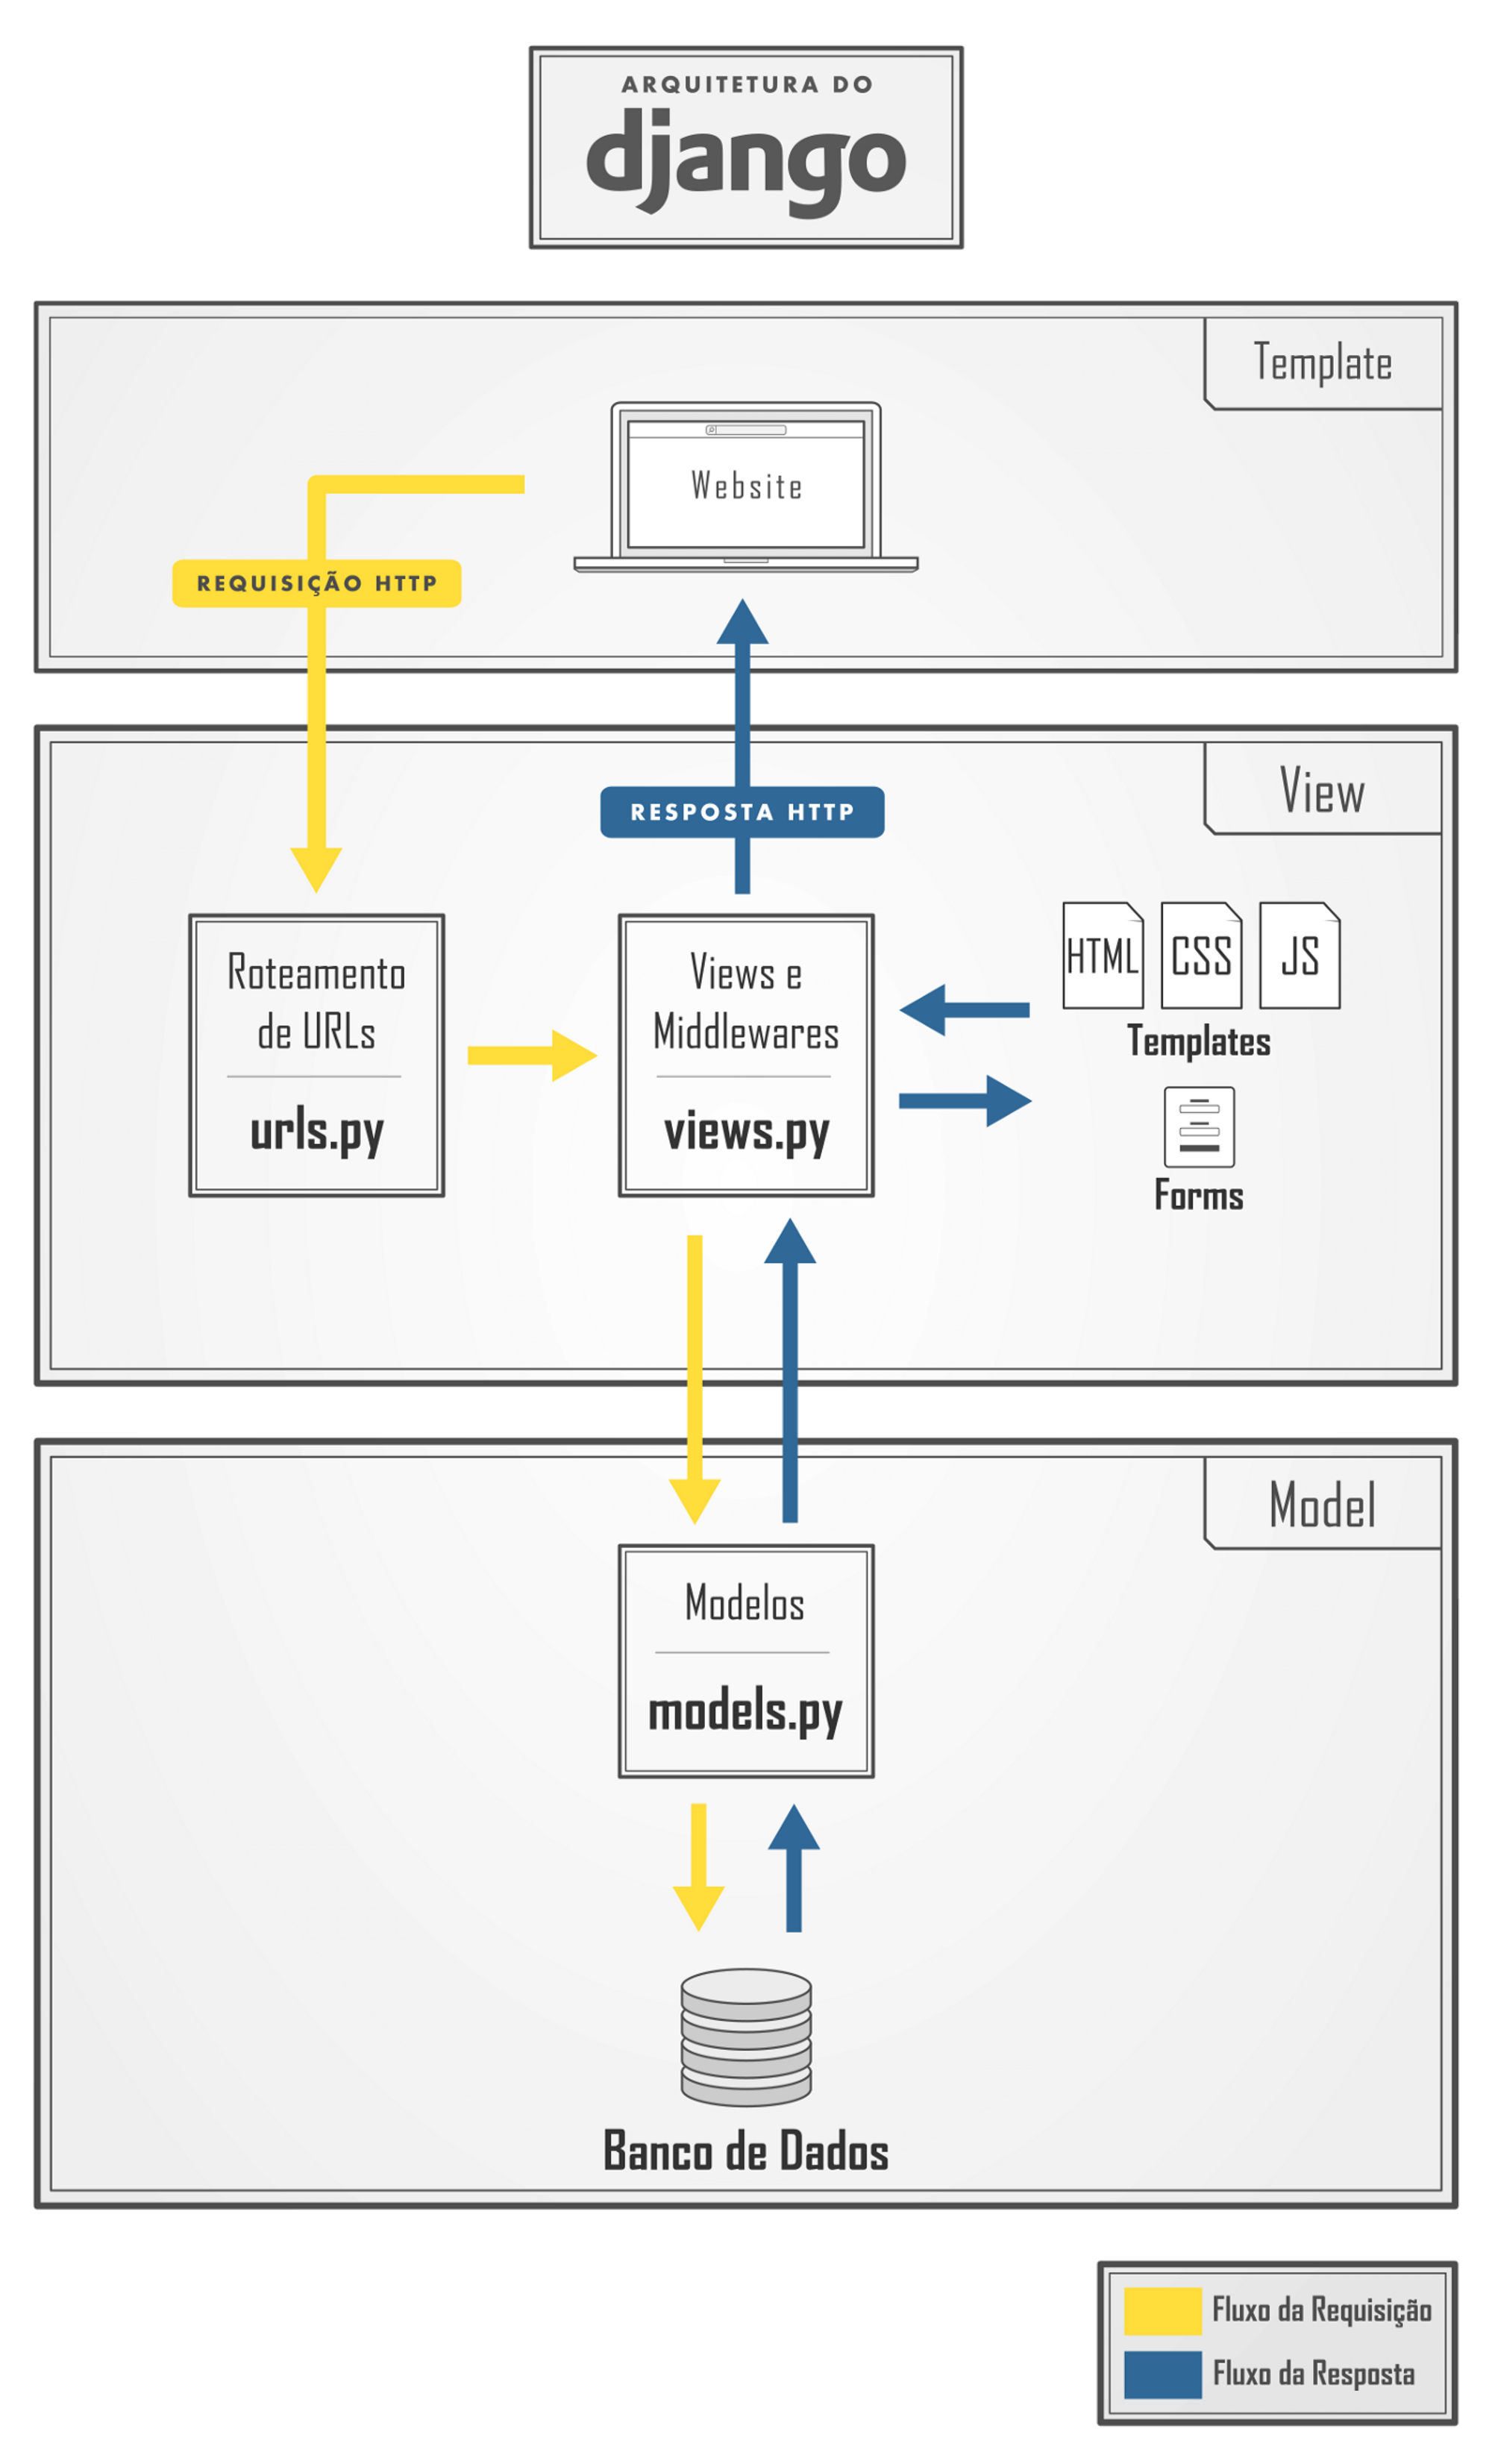 ARQUITETURA DO
django
Template
Website
REQUISIÇÃO HTTP
View
RESPOSTA HTTP
Roteamento
de URLs
urls.py
Views e
Middlewares
views.py
HTML CSS JS
Templates
Forms
Model
Modelos
models.py
Banco de Dados
Fluxo da Requisição
Fluxo da Resposta